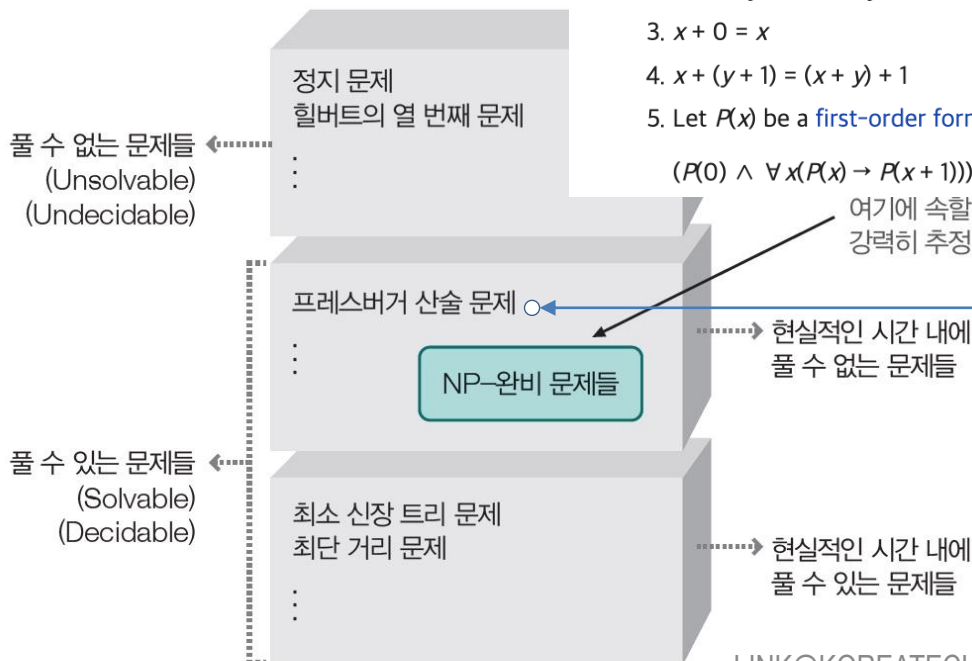 3. x + 0 = x
4. x + (y + 1) = (x + y) + 1
5. Let P(x) be a first-order form
(P(0) ∧ ∀x(P(x) → P(x + 1)))
정지 문제
힐버트의 열 번째 문제
⋮
풀 수 없는 문제들
(Unsolvable)
(Undecidable)
여기에 속할
강력히 추정
프레스버거 산술 문제
⋮
NP-완비 문제들
현실적인 시간 내에
풀 수 없는 문제들
풀 수 있는 문제들
(Solvable)
(Decidable)
최소 신장 트리 문제
최단 거리 문제
⋮
현실적인 시간 내에
풀 수 있는 문제들